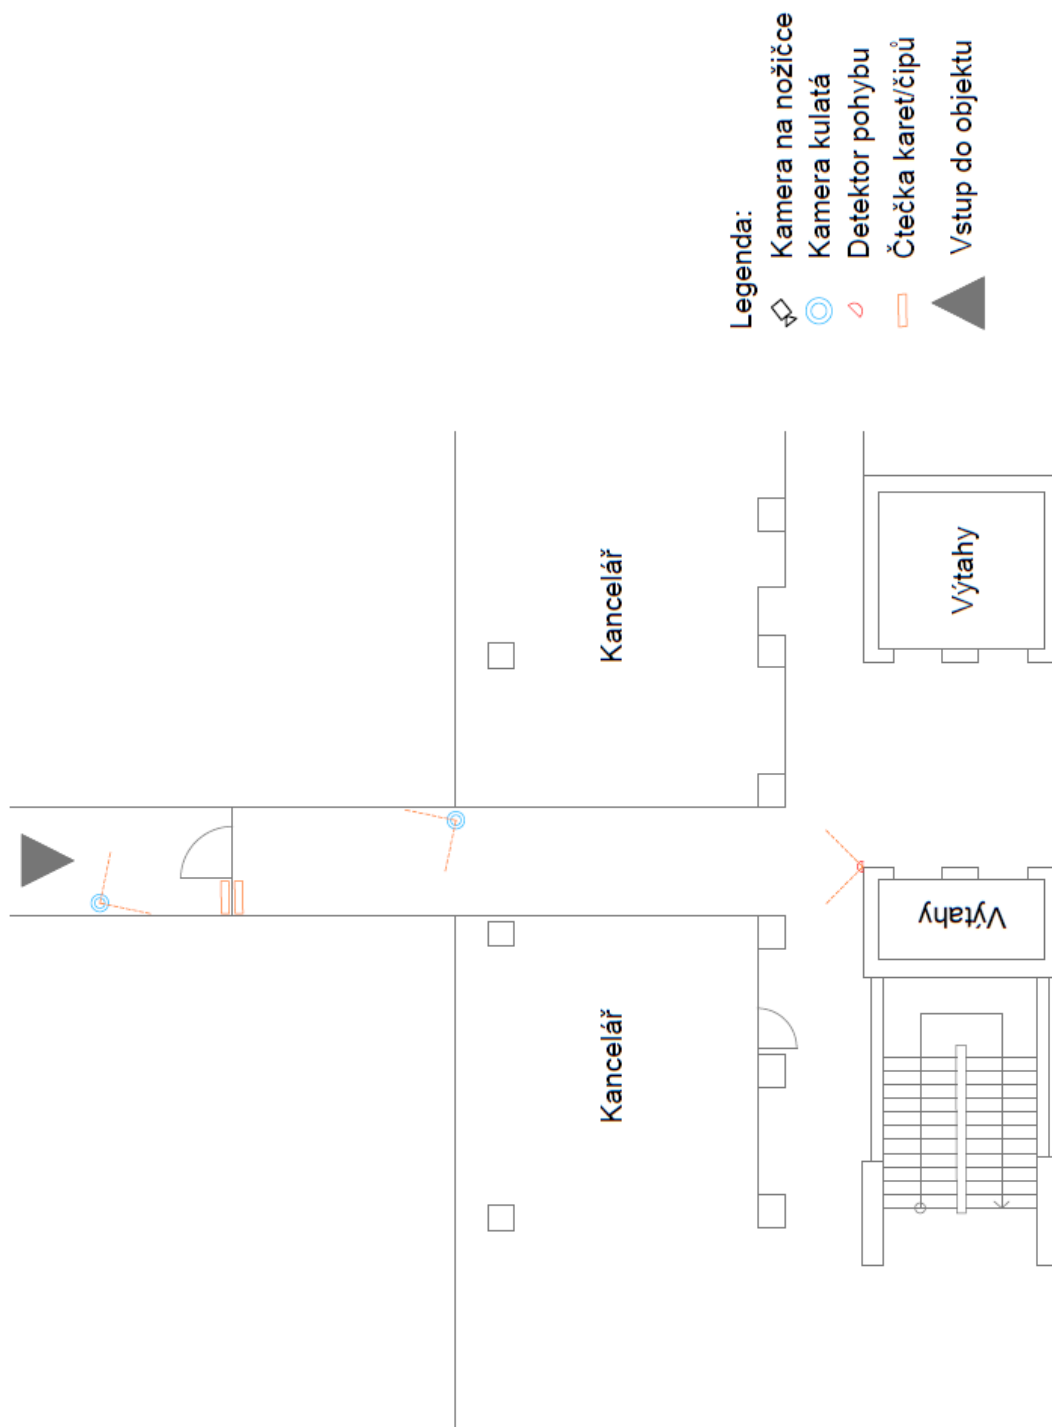 Legenda:
Kamera na nožičce
Kamera kulatá
Detektor pohybu
Čtečka karet/čipů
Vstup do objektu
Kancelář
Kancelář
Výtahy
Výtahy